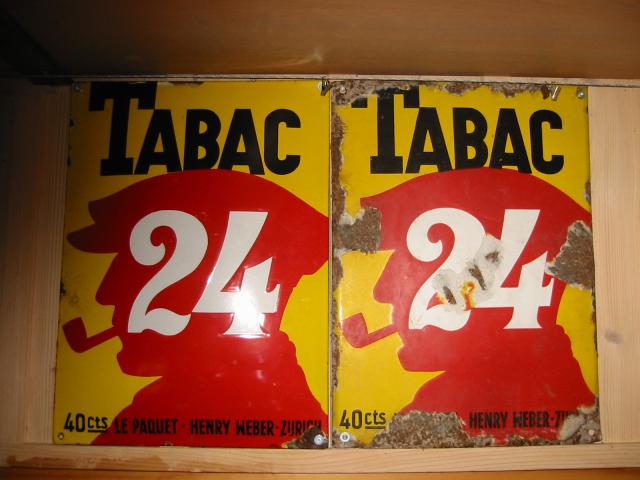 TABAC
24
40cts LE PAQUET - HENRY WEBER - ZURICH
TABAC
24
40cts HENRY WEBER-